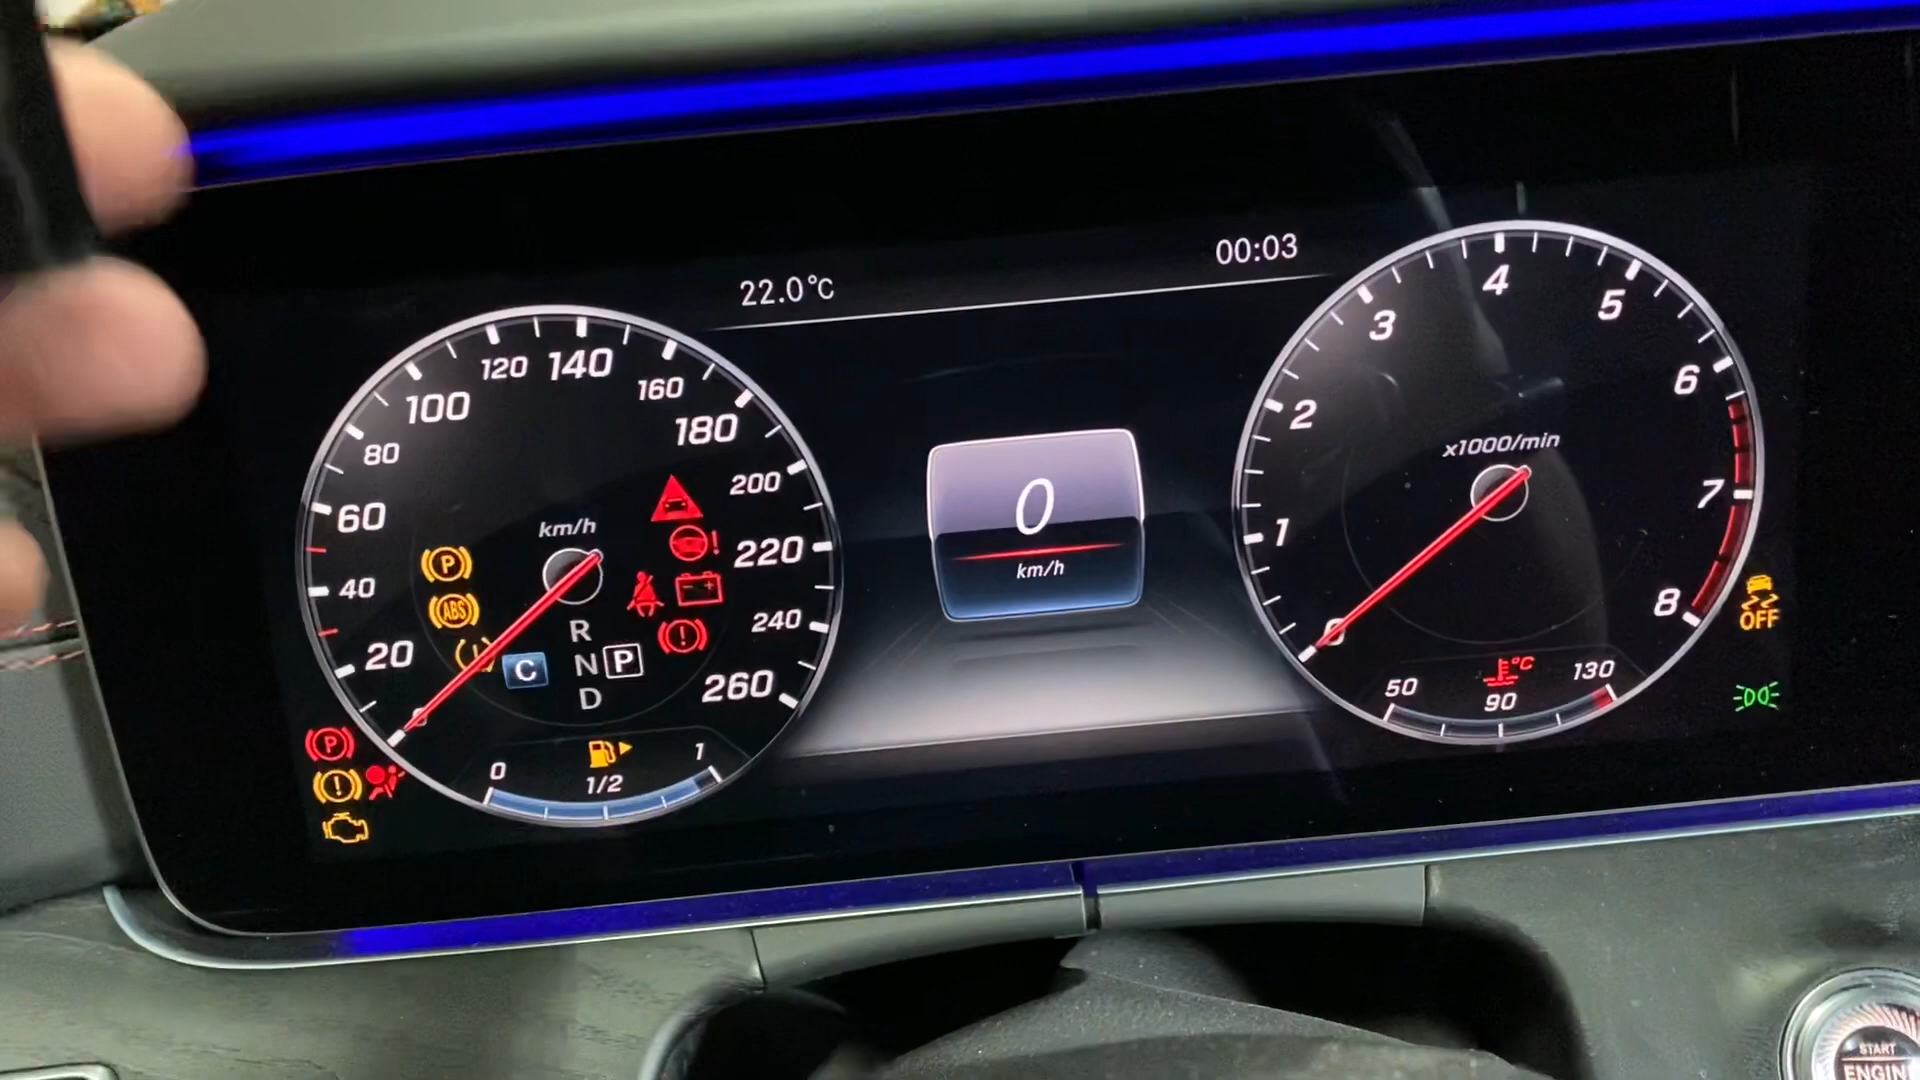 22.0°C
00:03
0
km/h
km/h
20
40
60
80
100
120
140
160
180
200
220
240
260
P
ABS
!
!
!
C
R
N
D
P
P
!
0
1/2
1
x1000/min
0
1
2
3
4
5
6
7
8
°C
50
90
130
OFF
START
ENGIN